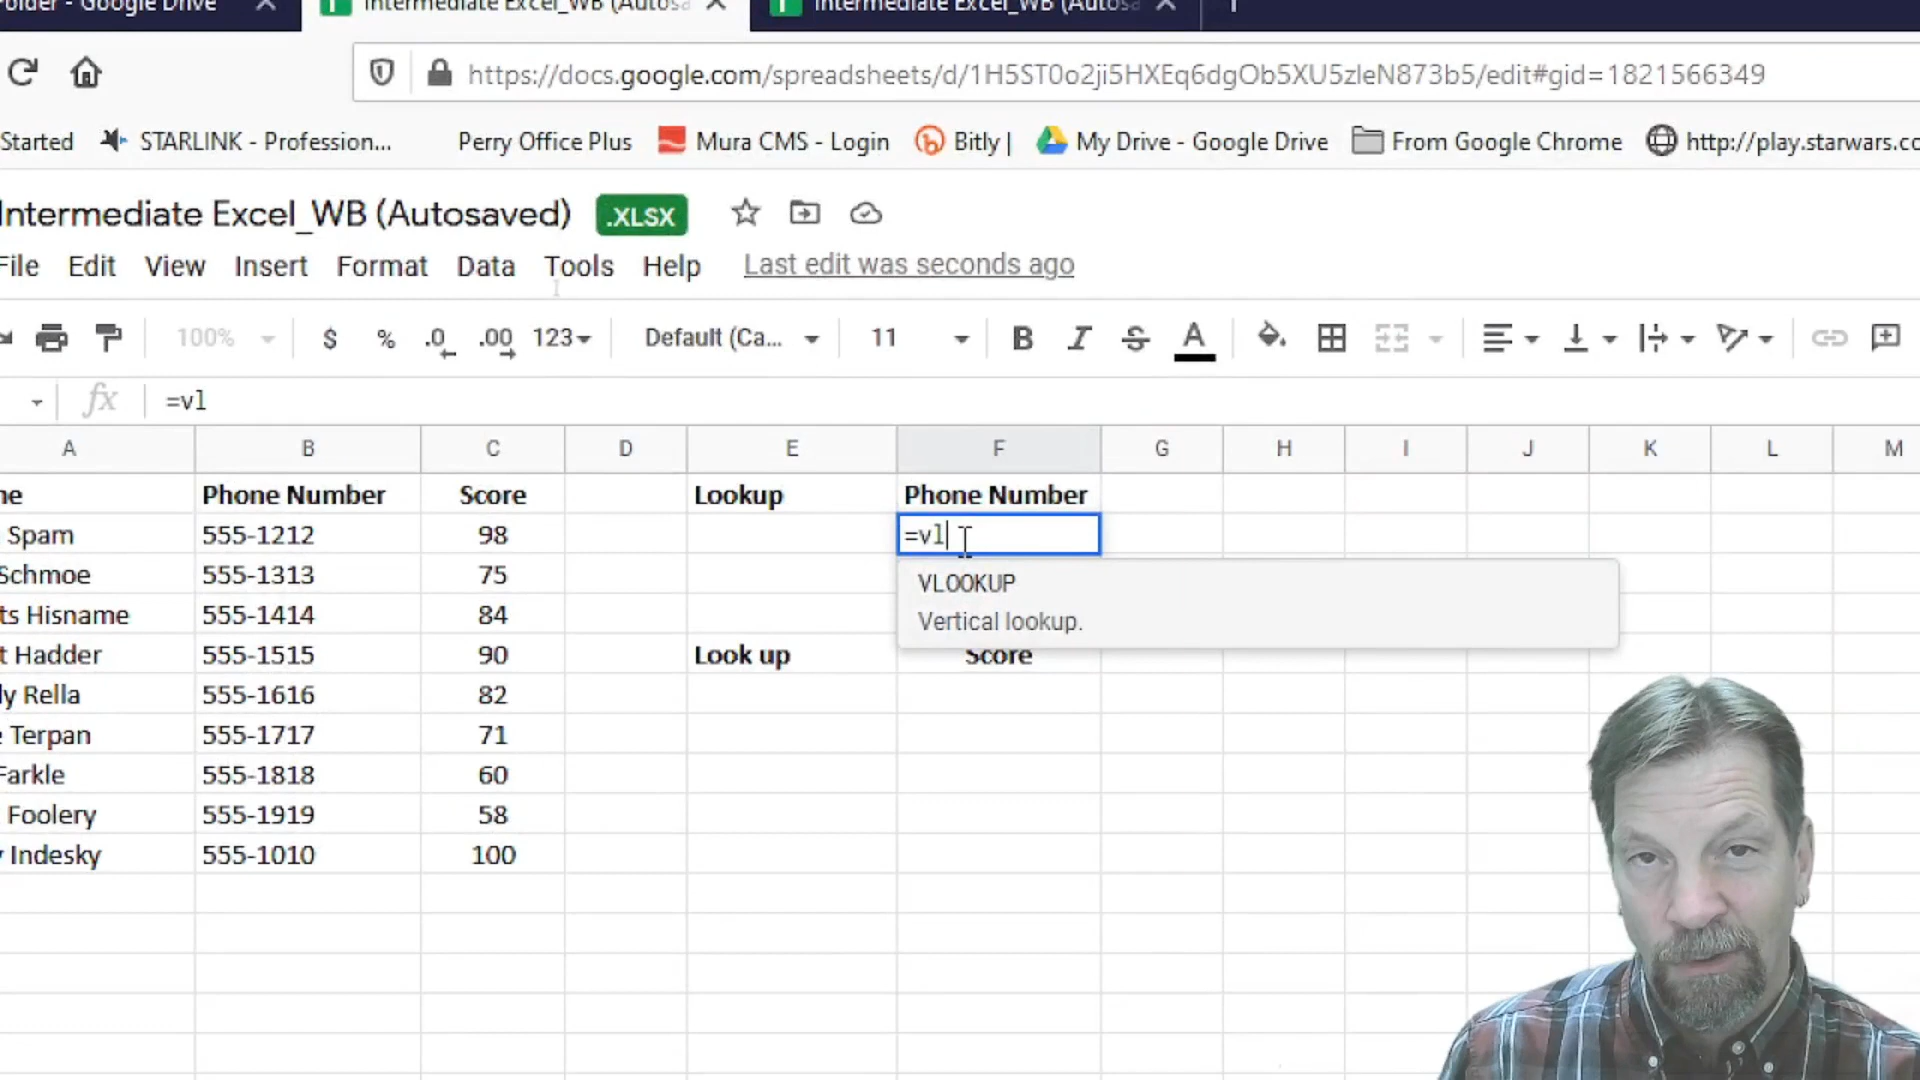 older - Google Drive
Intermediate Excel_WB (Autosa
Intermediate Excel_WB (Autosa
https://docs.google.com/spreadsheets/d/1H5ST0o2ji5HXEq6dgOb5XU5zleN873b5/edit#gid=1821566349
Started STARLINK - Profession... Perry Office Plus Mura CMS - Login Bitly | My Drive - Google Drive From Google Chrome http://play.starwars.co
Intermediate Excel_WB (Autosaved) .XLSX
File Edit View Insert Format Data Tools Help Last edit was seconds ago
100% $ % .0 .00 123 Default (Ca... 11 B I S A
fx =vl
A B C D E F G H I J K L M
ne Phone Number Score Lookup Phone Number
Spam 555-1212 98 =vl
Schmoe 555-1313 75 VLOOKUP
ts Hisname 555-1414 84 Vertical lookup.
t Hadder 555-1515 90 Look up Score
ly Rella 555-1616 82
e Terpan 555-1717 71
Farkle 555-1818 60
Foolery 555-1919 58
y Indesky 555-1010 100